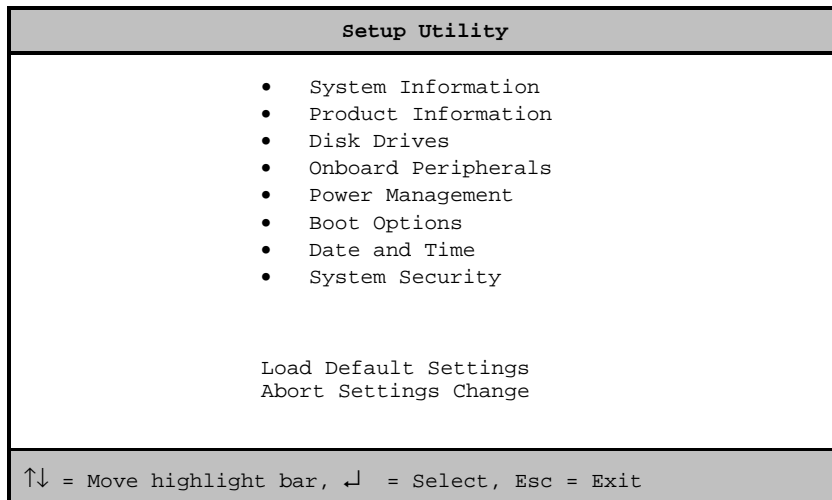 Setup Utility
• System Information
• Product Information
• Disk Drives
• Onboard Peripherals
• Power Management
• Boot Options
• Date and Time
• System Security
Load Default Settings
Abort Settings Change
↑↓ = Move highlight bar, ↵ = Select, Esc = Exit